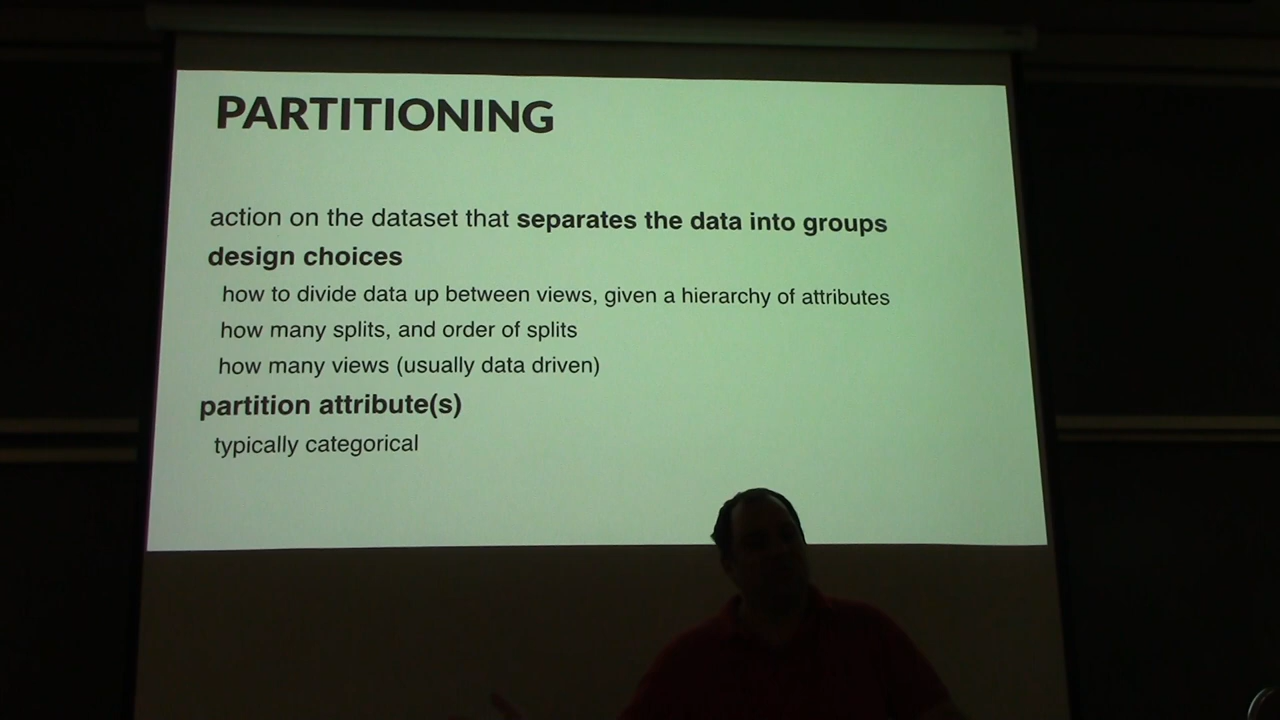 PARTITIONING
action on the dataset that separates the data into groups
design choices
how to divide data up between views, given a hierarchy of attributes
how many splits, and order of splits
how many views (usually data driven)
partition attribute(s)
typically categorical